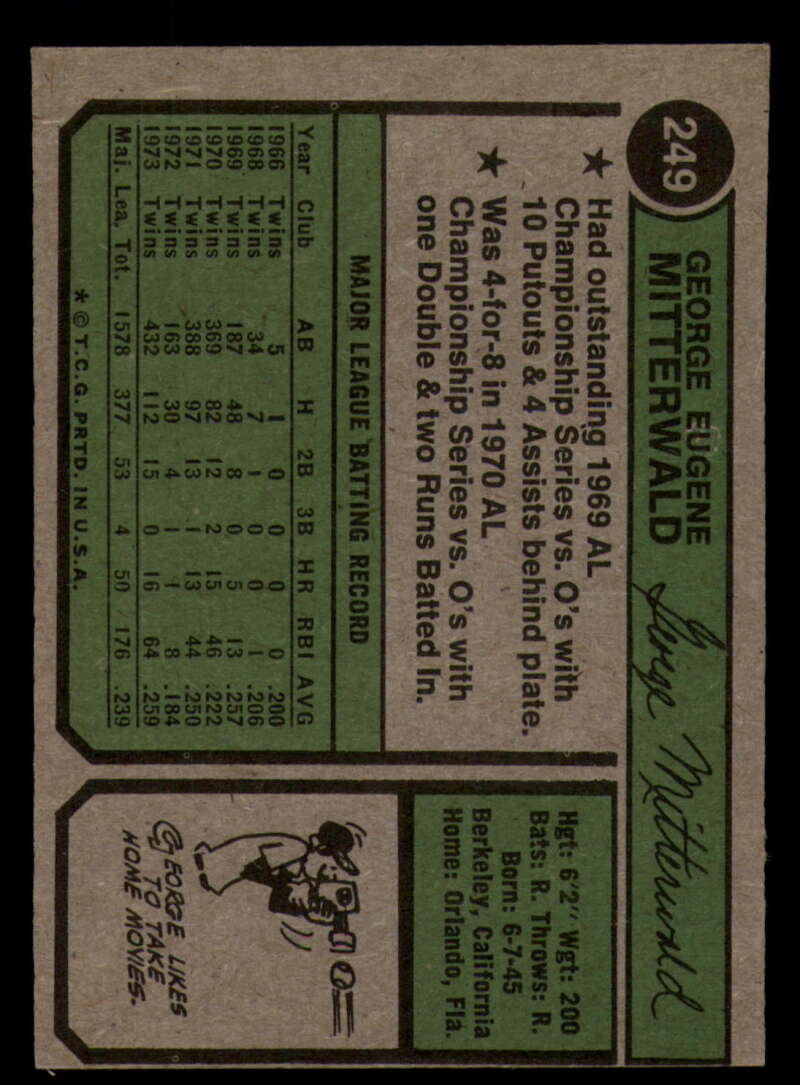 249
GEORGE EUGENE
MITTERWALD
George Mitterwald
★ Had outstanding 1969 AL
Championship Series vs. O's with
10 Putouts & 4 Assists behind plate.
★ Was 4-for-8 in 1970 AL
Championship Series vs. O's with
one Double & two Runs Batted In.
Hgt: 6'2" Wgt: 200
Bats: R. Throws: R.
Born: 6-7-45
Berkeley, California
Home: Orlando, Fla.
MAJOR LEAGUE BATTING RECORD
Year Club AB H 2B 3B HR RBI AVG
1966 Twins 5 1 0 0 0 0 .200
1968 Twins 34 7 1 0 0 1 .206
1969 Twins 187 48 8 0 5 13 .257
1970 Twins 369 82 12 2 15 46 .222
1971 Twins 388 97 13 1 13 44 .250
1972 Twins 163 30 4 1 1 8 .184
1973 Twins 432 112 15 0 16 64 .259
Maj. Lea. Tot. 1578 377 53 4 50 176 .239
* © T.C.G. PRTD. IN U.S.A.
GEORGE LIKES
TO TAKE
HOME MOVIES.